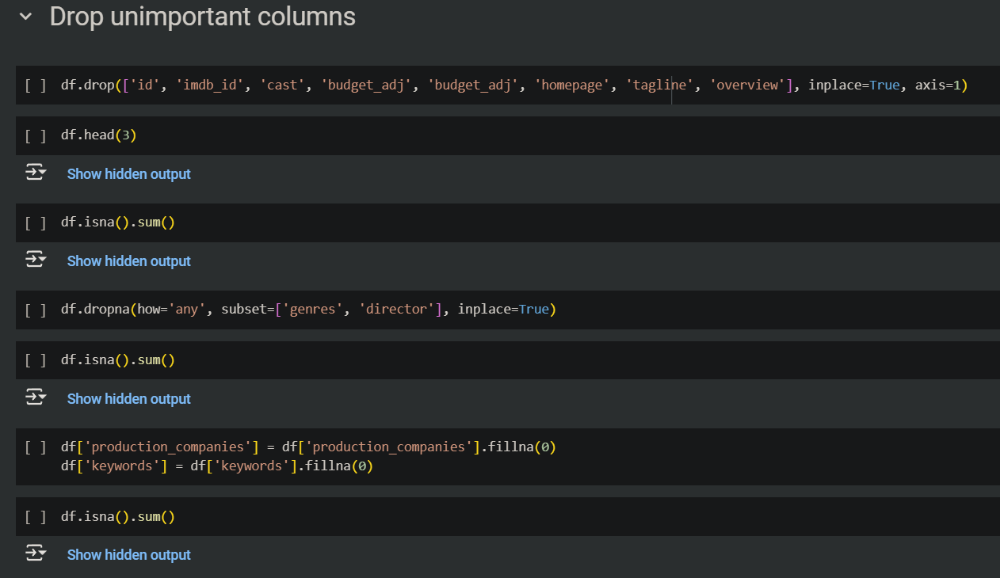 Drop unimportant columns
[ ] df.drop(['id', 'imdb_id', 'cast', 'budget_adj', 'budget_adj', 'homepage', 'tagline', 'overview'], inplace=True, axis=1)
[ ] df.head(3)
Show hidden output
[ ] df.isna().sum()
Show hidden output
[ ] df.dropna(how='any', subset=['genres', 'director'], inplace=True)
[ ] df.isna().sum()
Show hidden output
[ ] df['production_companies'] = df['production_companies'].fillna(0)
df['keywords'] = df['keywords'].fillna(0)
[ ] df.isna().sum()
Show hidden output